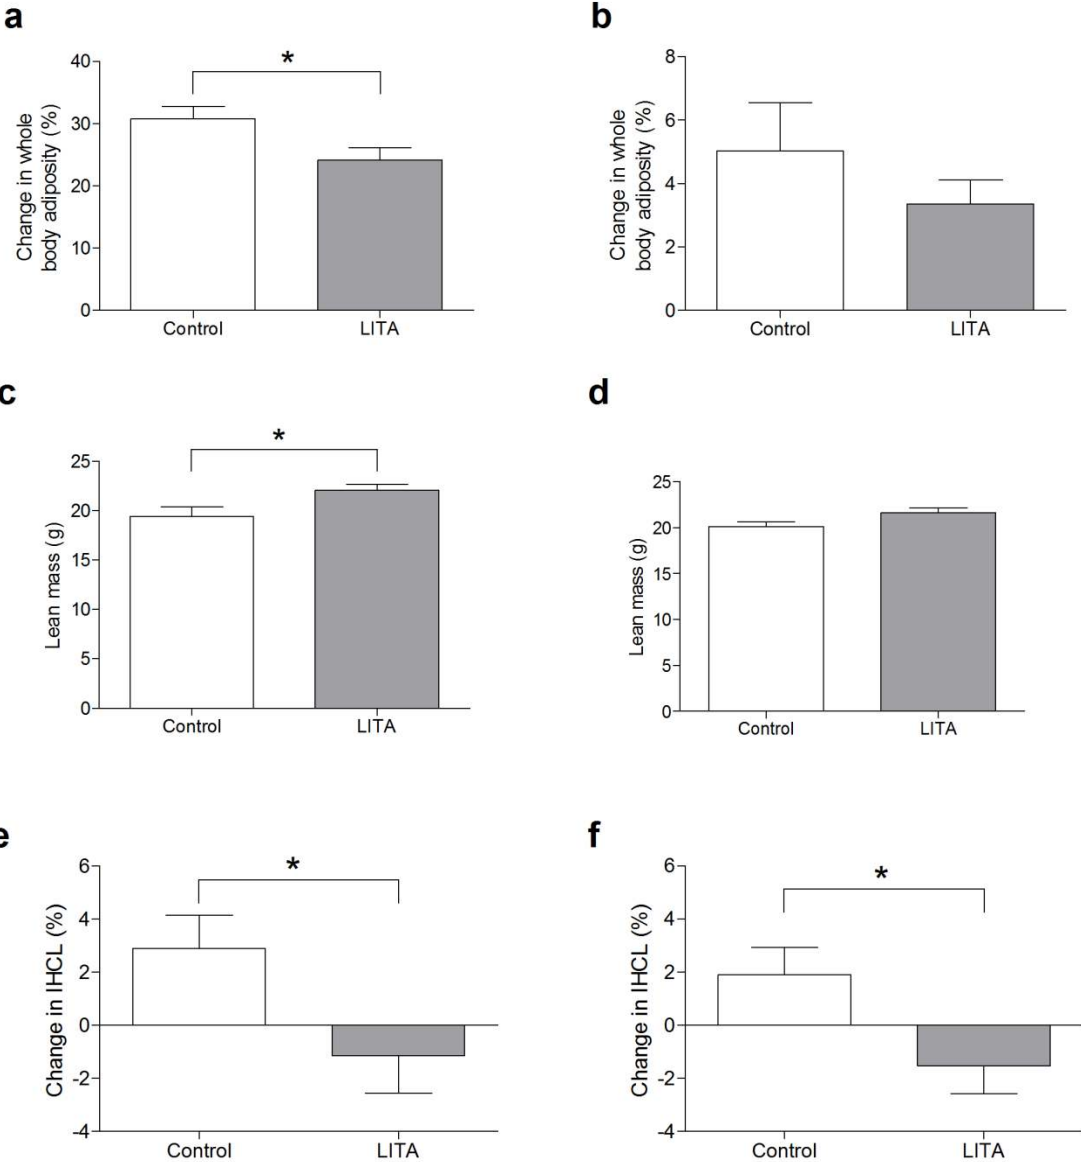 a
b
Change in whole
body adiposity (%)
40
30
20
10
0
*
Control
LITA
Change in whole
body adiposity (%)
8
6
4
2
0
Control
LITA
c
d
Lean mass (g)
25
20
15
10
5
0
*
Control
LITA
Lean mass (g)
25
20
15
10
5
0
Control
LITA
e
f
Change in IHCL (%)
6
4
2
0
-2
-4
*
Control
LITA
Change in IHCL (%)
6
4
2
0
-2
-4
*
Control
LITA